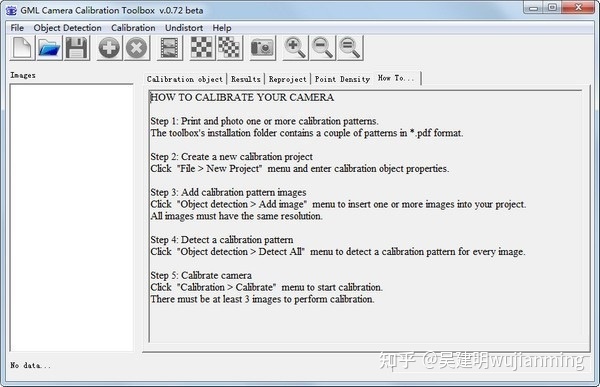 GML Camera Calibration Toolbox v.0.72 beta
File Object Detection Calibration Undistort Help
Images
Calibration object Results Reproject Point Density How To...
HOW TO CALIBRATE YOUR CAMERA
Step 1: Print and photo one or more calibration patterns.
The toolbox's installation folder contains a couple of patterns in *.pdf format.
Step 2: Create a new calibration project
Click "File > New Project" menu and enter calibration object properties.
Step 3: Add calibration pattern images
Click "Object detection > Add image" menu to insert one or more images into your project.
All images must have the same resolution.
Step 4: Detect a calibration pattern
Click "Object detection > Detect All" menu to detect a calibration pattern for every image.
Step 5: Calibrate camera
Click "Calibration > Calibrate" menu to start calibration.
There must be at least 3 images to perform calibration.
知乎 @吴建明wujianming
No data...